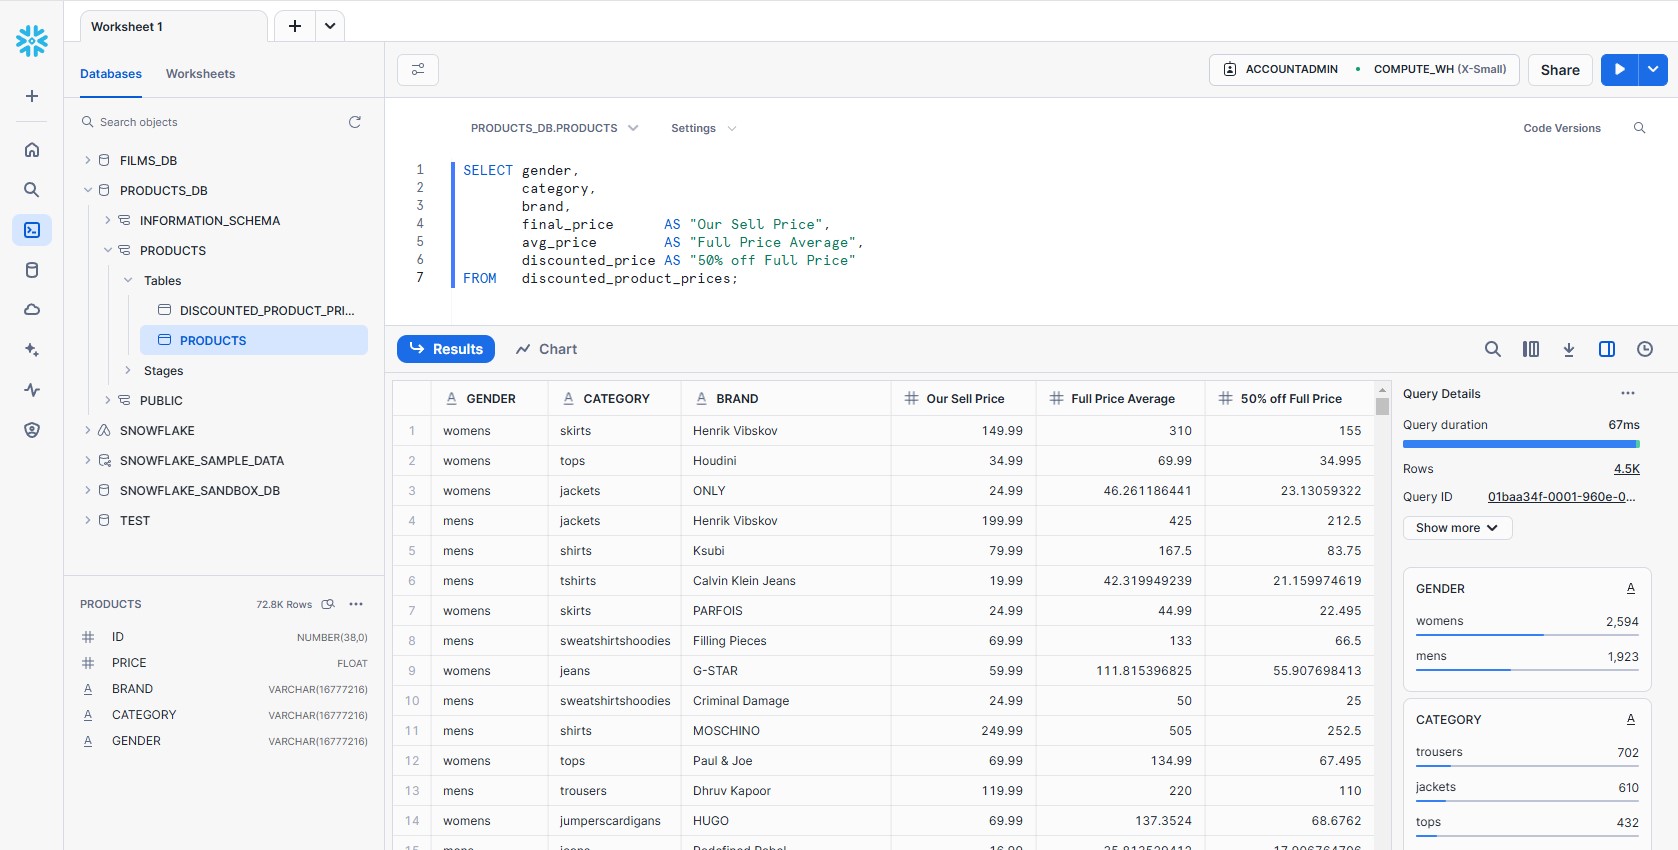 Worksheet 1
Databases
Worksheets
ACCOUNTADMIN
COMPUTE_WH (X-Small)
Share
Search objects
FILMS_DB
PRODUCTS_DB
INFORMATION_SCHEMA
PRODUCTS
Tables
DISCOUNTED_PRODUCT_PRI...
PRODUCTS
Stages
PUBLIC
SNOWFLAKE
SNOWFLAKE_SAMPLE_DATA
SNOWFLAKE_SANDBOX_DB
TEST
PRODUCTS 72.8K Rows
ID NUMBER(38,0)
PRICE FLOAT
BRAND VARCHAR(16777216)
CATEGORY VARCHAR(16777216)
GENDER VARCHAR(16777216)
PRODUCTS_DB.PRODUCTS Settings Code Versions
1 SELECT gender,
2 category,
3 brand,
4 final_price AS "Our Sell Price",
5 avg_price AS "Full Price Average",
6 discounted_price AS "50% off Full Price"
7 FROM discounted_product_prices;
Results Chart
GENDER CATEGORY BRAND Our Sell Price Full Price Average 50% off Full Price
1 womens skirts Henrik Vibskov 149.99 310 155
2 womens tops Houdini 34.99 69.99 34.995
3 womens jackets ONLY 24.99 46.261186441 23.13059322
4 mens jackets Henrik Vibskov 199.99 425 212.5
5 mens shirts Ksubi 79.99 167.5 83.75
6 mens tshirts Calvin Klein Jeans 19.99 42.319949239 21.159974619
7 womens skirts PARFOIS 24.99 44.99 22.495
8 mens sweatshirtshoodies Filling Pieces 69.99 133 66.5
9 womens jeans G-STAR 59.99 111.815396825 55.907698413
10 mens sweatshirtshoodies Criminal Damage 24.99 50 25
11 mens shirts MOSCHINO 249.99 505 252.5
12 womens tops Paul & Joe 69.99 134.99 67.495
13 mens trousers Dhruv Kapoor 119.99 220 110
14 womens jumperscardigans HUGO 69.99 137.3524 68.6762
Query Details
Query duration 67ms
Rows 4.5K
Query ID 01baa34f-0001-960e-0...
Show more
GENDER
womens 2,594
mens 1,923
CATEGORY
trousers 702
jackets 610
tops 432